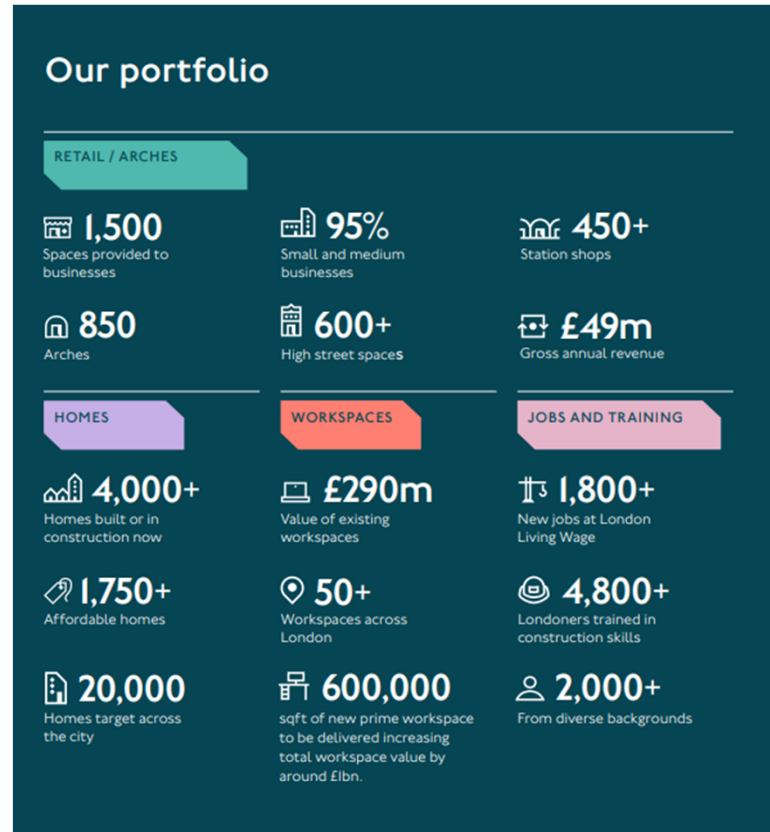 Our portfolio
RETAIL / ARCHES
1,500
Spaces provided to
businesses
95%
Small and medium
businesses
450+
Station shops
850
Arches
600+
High street spaces
£49m
Gross annual revenue
HOMES
4,000+
Homes built or in
construction now
1,750+
Affordable homes
20,000
Homes target across
the city
WORKSPACES
£290m
Value of existing
workspaces
50+
Workspaces across
London
600,000
sqft of new prime workspace
to be delivered increasing
total workspace value by
around £1bn.
JOBS AND TRAINING
1,800+
New jobs at London
Living Wage
4,800+
Londoners trained in
construction skills
2,000+
From diverse backgrounds